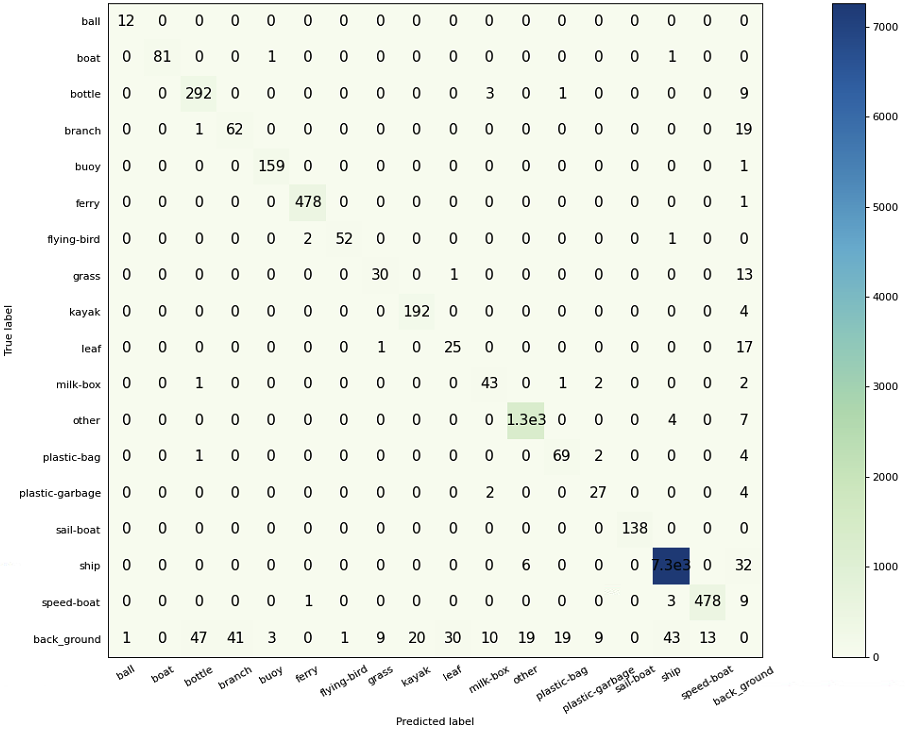 ball 12 0 0 0 0 0 0 0 0 0 0 0 0 0 0 0 0 0
boat 0 81 0 0 1 0 0 0 0 0 0 0 0 0 0 1 0 0
bottle 0 0 292 0 0 0 0 0 0 0 3 0 1 0 0 0 0 9
branch 0 0 1 62 0 0 0 0 0 0 0 0 0 0 0 0 0 19
buoy 0 0 0 0 159 0 0 0 0 0 0 0 0 0 0 0 0 1
ferry 0 0 0 0 0 478 0 0 0 0 0 0 0 0 0 0 0 1
flying-bird 0 0 0 0 0 2 52 0 0 0 0 0 0 0 0 1 0 0
grass 0 0 0 0 0 0 0 30 0 1 0 0 0 0 0 0 0 13
kayak 0 0 0 0 0 0 0 0 192 0 0 0 0 0 0 0 0 4
leaf 0 0 0 0 0 0 0 1 0 25 0 0 0 0 0 0 0 17
milk-box 0 0 1 0 0 0 0 0 0 0 43 0 1 2 0 0 0 2
other 0 0 0 0 0 0 0 0 0 0 0 1.3e3 0 0 0 4 0 7
plastic-bag 0 0 1 0 0 0 0 0 0 0 0 0 69 2 0 0 0 4
plastic-garbage 0 0 0 0 0 0 0 0 0 0 2 0 0 27 0 0 0 4
sail-boat 0 0 0 0 0 0 0 0 0 0 0 0 0 0 138 0 0 0
ship 0 0 0 0 0 0 0 0 0 0 0 6 0 0 0 7.3e3 0 32
speed-boat 0 0 0 0 0 1 0 0 0 0 0 0 0 0 0 3 478 9
back_ground 1 0 47 41 3 0 1 9 20 30 10 19 19 9 0 43 13 0
ball boat bottle branch buoy ferry flying-bird grass kayak leaf milk-box other plastic-bag plastic-garbage sail-boat ship speed-boat back_ground
Predicted label
True label
7000
6000
5000
4000
3000
2000
1000
0